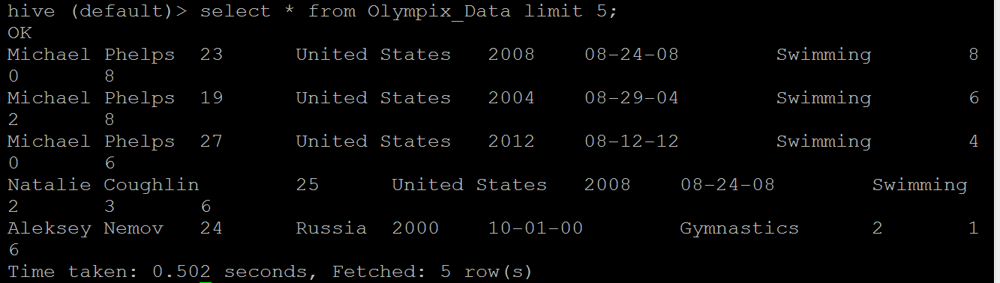 hive (default)> select * from Olympix_Data limit 5;
OK
Michael Phelps 23 United States 2008 08-24-08 Swimming 8
0 8
Michael Phelps 19 United States 2004 08-29-04 Swimming 6
2 8
Michael Phelps 27 United States 2012 08-12-12 Swimming 4
0 6
Natalie Coughlin 25 United States 2008 08-24-08 Swimming
2 3 6
Aleksey Nemov 24 Russia 2000 10-01-00 Gymnastics 2 1
6
Time taken: 0.502 seconds, Fetched: 5 row(s)